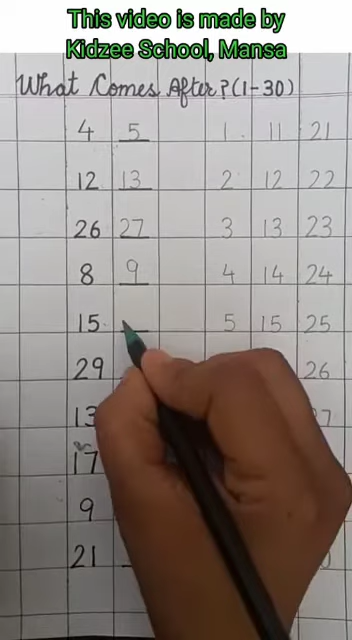 This video is made by
Kidzee School, Mansa
What Comes After? (1-30)
4 5 1 11 21
12 13 2 12 22
26 27 3 13 23
8 9 4 14 24
15 5 15 25
29 26
13
17
9
21